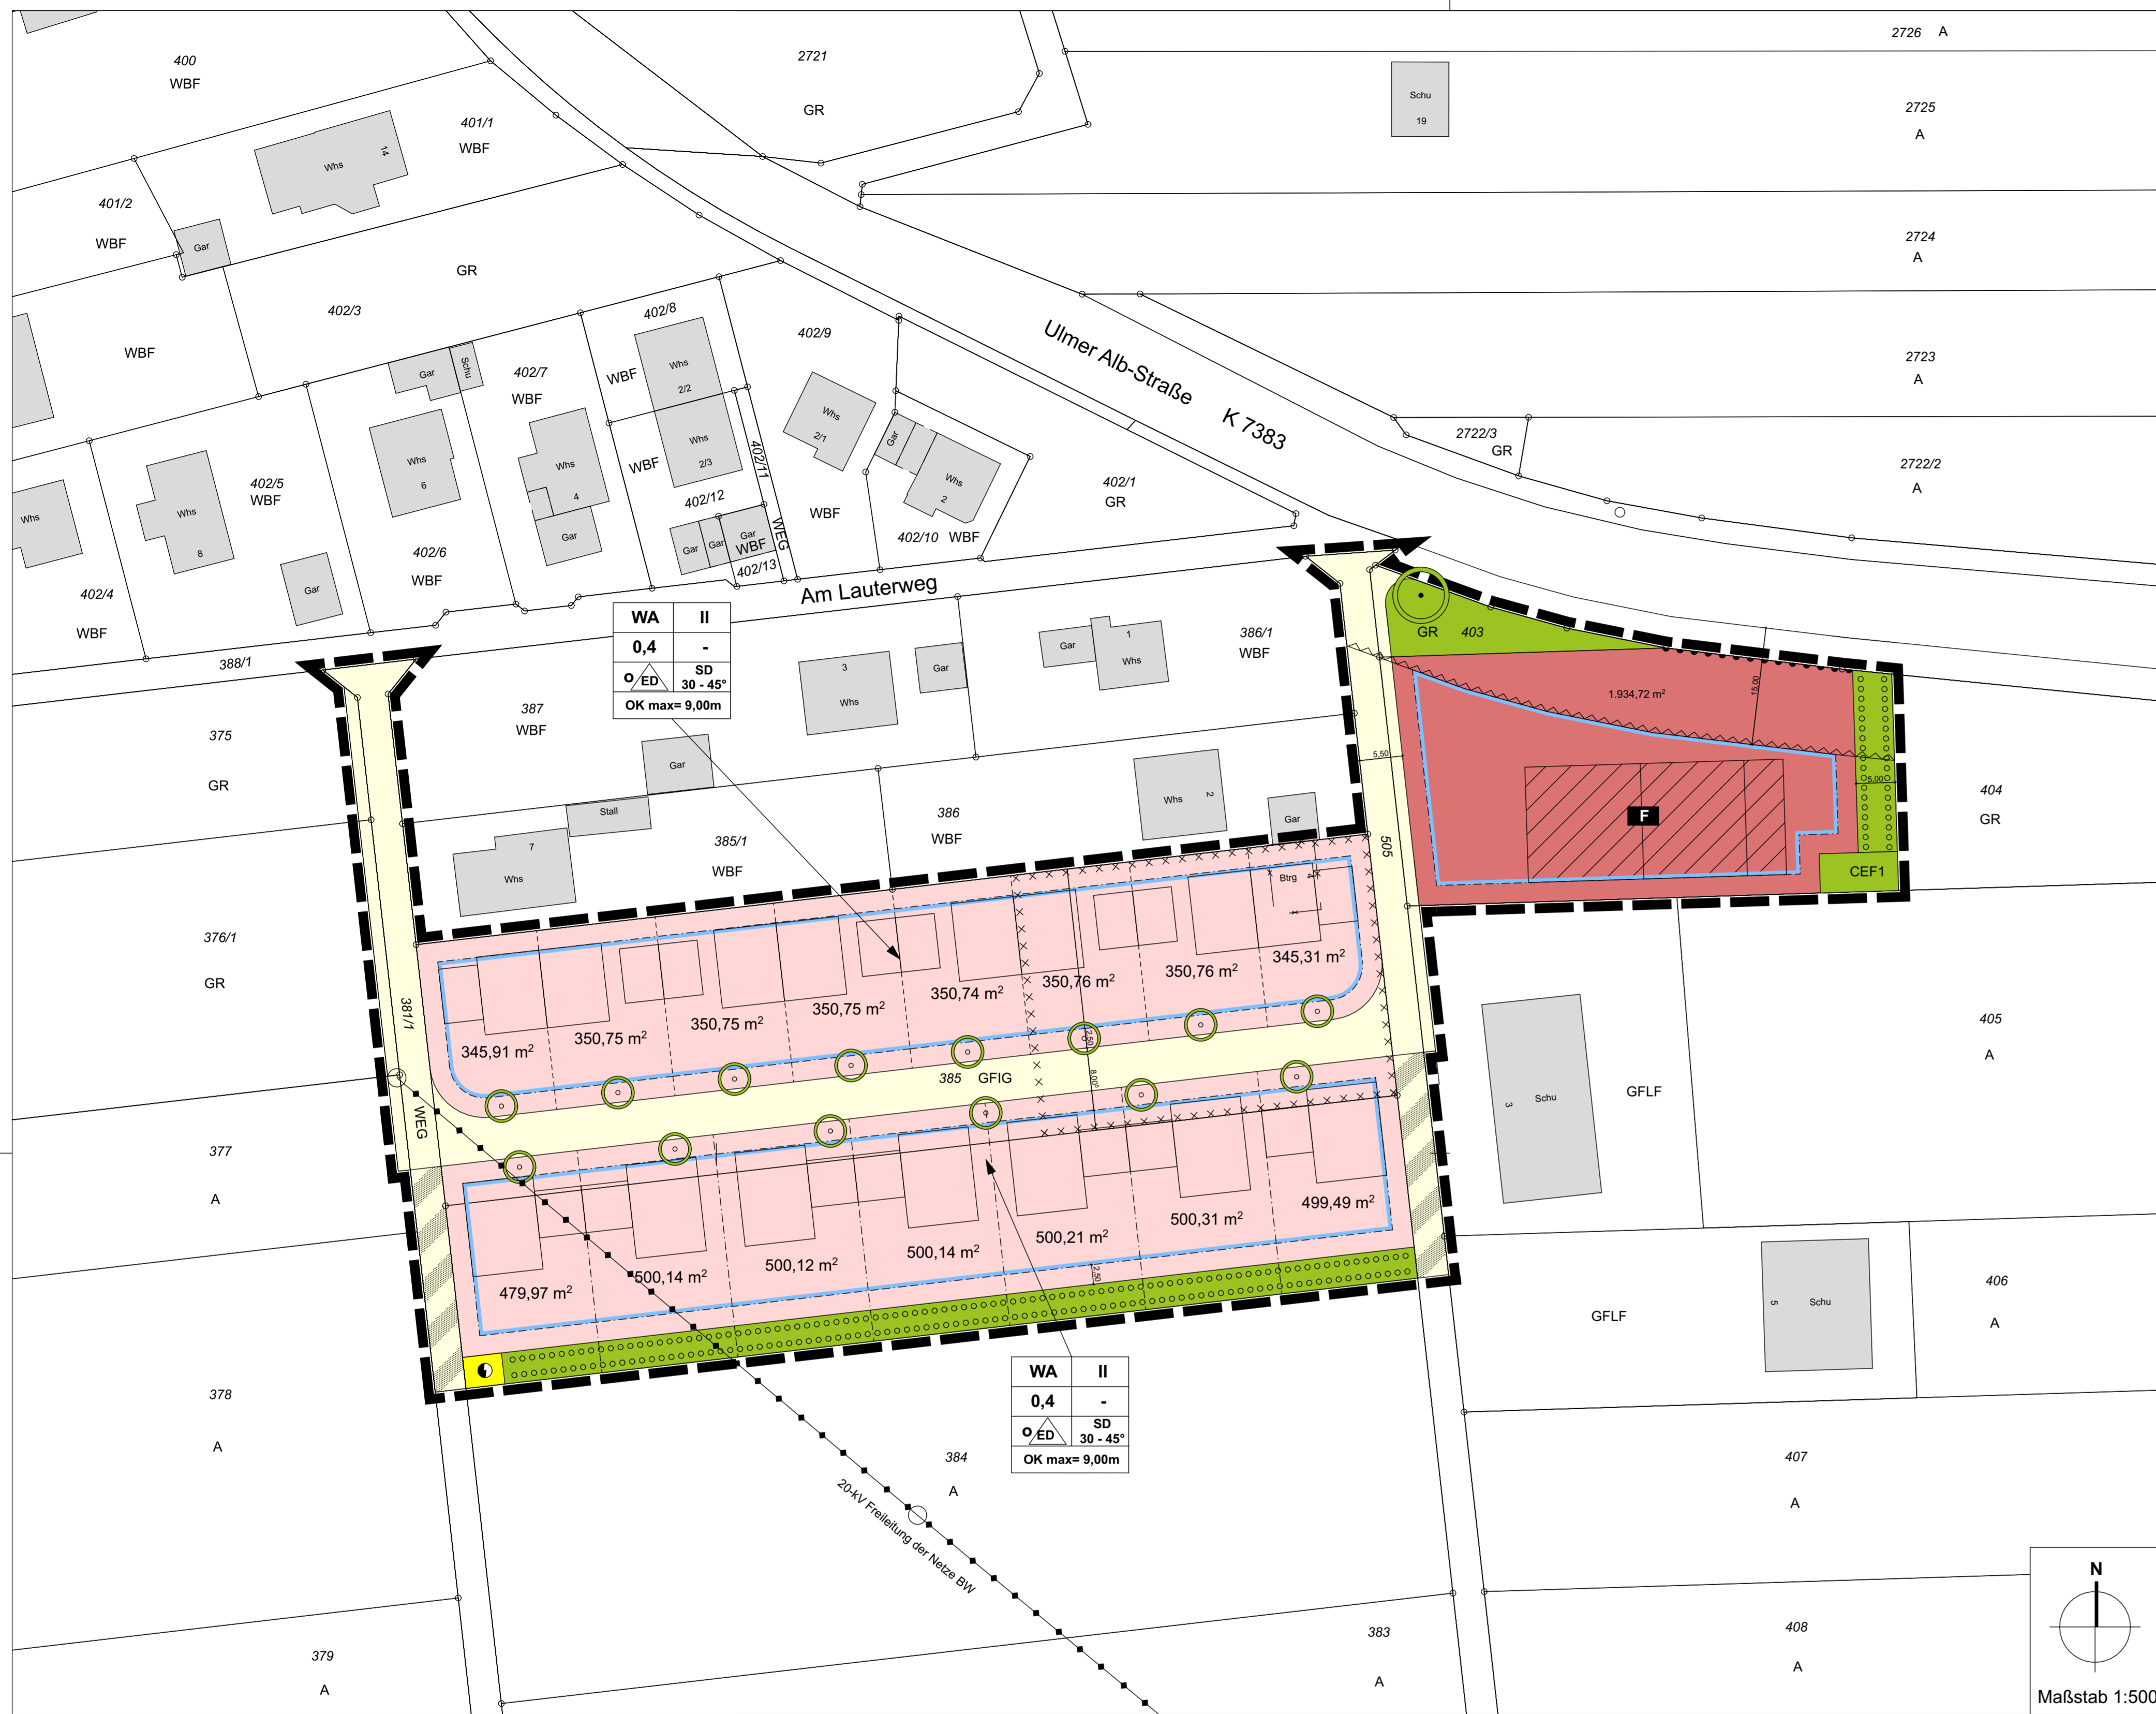 400
WBF
2721
GR
2726 A
Schu
19
2725
A
401/1
WBF
14
Whs
401/2
WBF
Gar
2724
A
GR
402/3
WBF
402/8
WBF
402/9
Ulmer Alb-Straße
K 7383
2723
A
Gar
Schu
402/7
WBF
Whs
2/2
Whs
2/1
Gar
2722/3
GR
2722/2
A
Whs
6
Whs
4
WBF
Whs
2/3
402/11
Whs
2
402/1
GR
402/5
WBF
Whs
8
Whs
402/12
WBF
Gar
Gar
Gar
Gar
WBF
WEG
402/10 WBF
402/6
WBF
402/13
Gar
402/4
WBF
Am Lauterweg
388/1
WA II
0,4 -
o ED SD
30 - 45°
OK max= 9,00m
3
Whs
Gar
Gar
1
Whs
386/1
WBF
GR 403
1.934,72 m²
15,00
375
GR
387
WBF
Gar
5,50
5,00
404
GR
Stall
385/1
WBF
386
WBF
Whs
2
Gar
F
7
Whs
505
CEF1
Btrg
4
376/1
GR
381/1
345,91 m²
350,75 m²
350,75 m²
350,75 m²
350,74 m²
350,76 m²
350,76 m²
345,31 m²
2,50
385 GFIG
8,00⁵
405
A
3
Schu
GFLF
WEG
377
A
479,97 m²
500,14 m²
500,12 m²
500,14 m²
500,21 m²
500,31 m²
499,49 m²
2,50
5
Schu
GFLF
406
A
378
A
WA II
0,4 -
o ED SD
30 - 45°
OK max= 9,00m
384
A
20-kV Freileitung der Netze BW
407
A
383
A
408
A
379
A
N
Maßstab 1:500